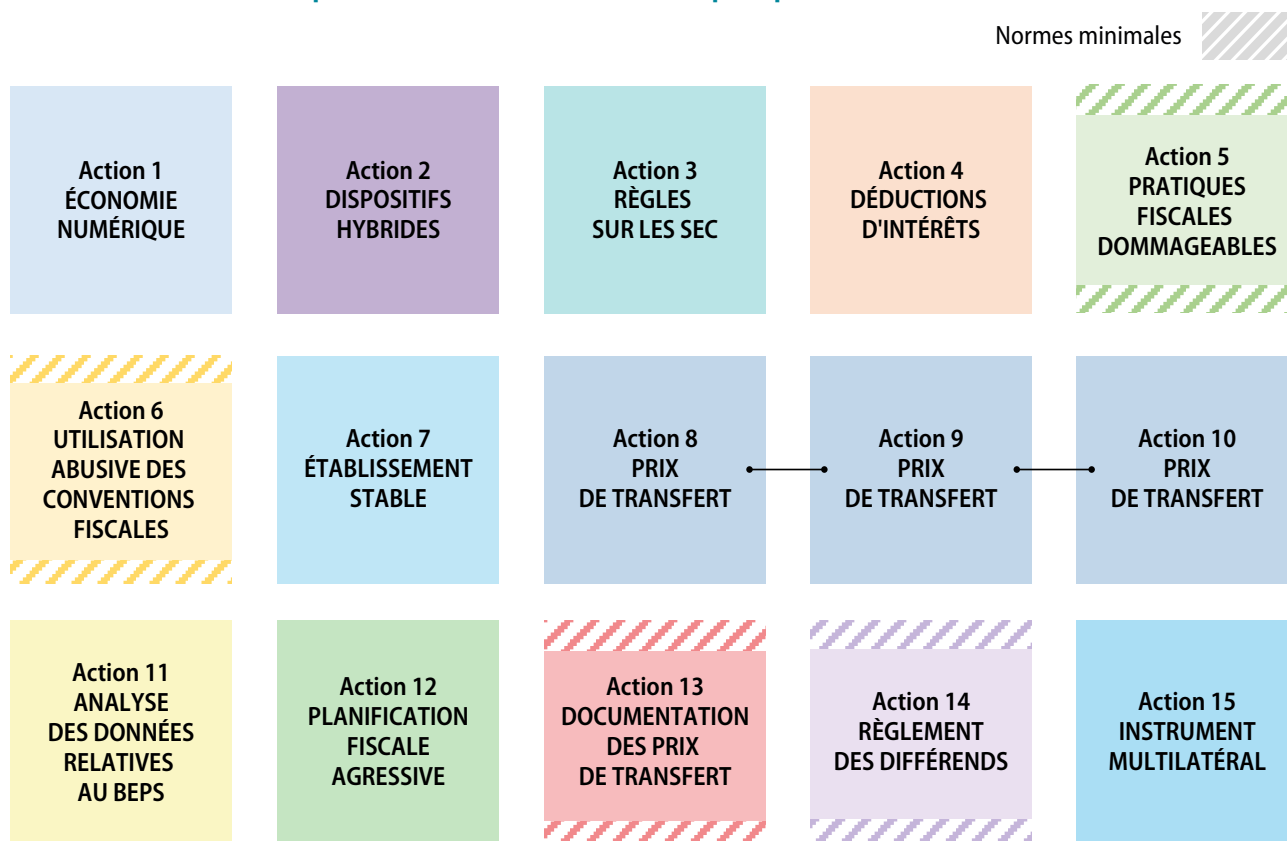 Normes minimales
Action 1
ÉCONOMIE
NUMÉRIQUE
Action 2
DISPOSITIFS
HYBRIDES
Action 3
RÈGLES
SUR LES SEC
Action 4
DÉDUCTIONS
D'INTÉRÊTS
Action 5
PRATIQUES
FISCALES
DOMMAGEABLES
Action 6
UTILISATION
ABUSIVE DES
CONVENTIONS
FISCALES
Action 7
ÉTABLISSEMENT
STABLE
Action 8
PRIX
DE TRANSFERT
Action 9
PRIX
DE TRANSFERT
Action 10
PRIX
DE TRANSFERT
Action 11
ANALYSE
DES DONNÉES
RELATIVES
AU BEPS
Action 12
PLANIFICATION
FISCALE
AGRESSIVE
Action 13
DOCUMENTATION
DES PRIX
DE TRANSFERT
Action 14
RÈGLEMENT
DES DIFFÉRENDS
Action 15
INSTRUMENT
MULTILATÉRAL